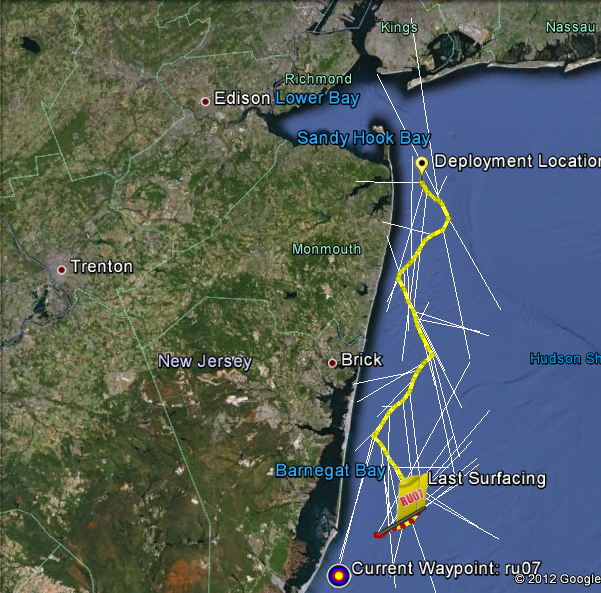 Kings
Nassau
Richmond
Edison
Lower Bay
Sandy Hook Bay
Deployment Location
Monmouth
Trenton
New Jersey
Brick
Hudson Sh
Barnegat Bay
Last Surfacing
RU07
Current Waypoint: ru07
© 2012 Google